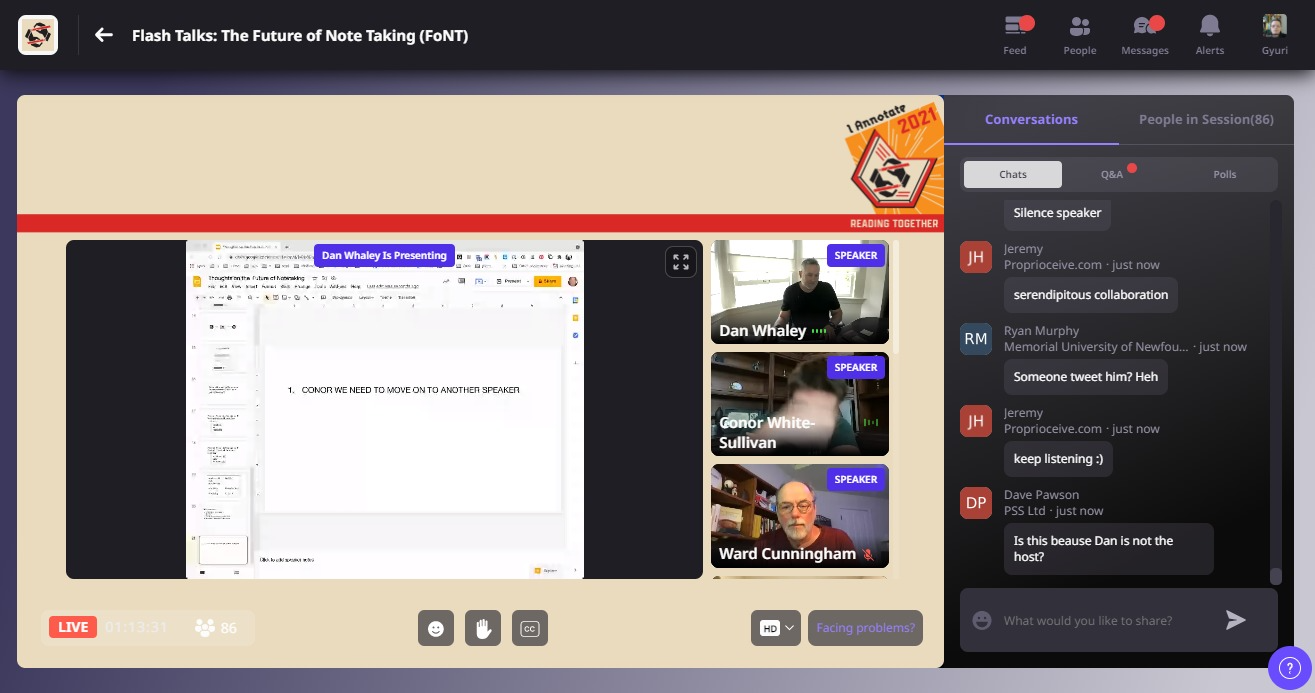 Flash Talks: The Future of Note Taking (FoNT)
Feed
People
Messages
Alerts
Gyuri
I Annotate
2021
READING TOGETHER
Dan Whaley Is Presenting
Thoughts on the Future of Notetaking
Present
Share
1. CONOR WE NEED TO MOVE ON TO ANOTHER SPEAKER
Click to add speaker notes
Explore
SPEAKER
Dan Whaley
SPEAKER
Conor White-
Sullivan
SPEAKER
Ward Cunningham
LIVE
01:13:31
86
CC
HD
Facing problems?
Conversations
People in Session(86)
Chats
Q&A
Polls
Silence speaker
JH
Jeremy
Proprioceive.com · just now
serendipitous collaboration
RM
Ryan Murphy
Memorial University of Newfou... · just now
Someone tweet him? Heh
JH
Jeremy
Proprioceive.com · just now
keep listening :)
DP
Dave Pawson
PSS Ltd · just now
Is this beause Dan is not the
host?
What would you like to share?
?